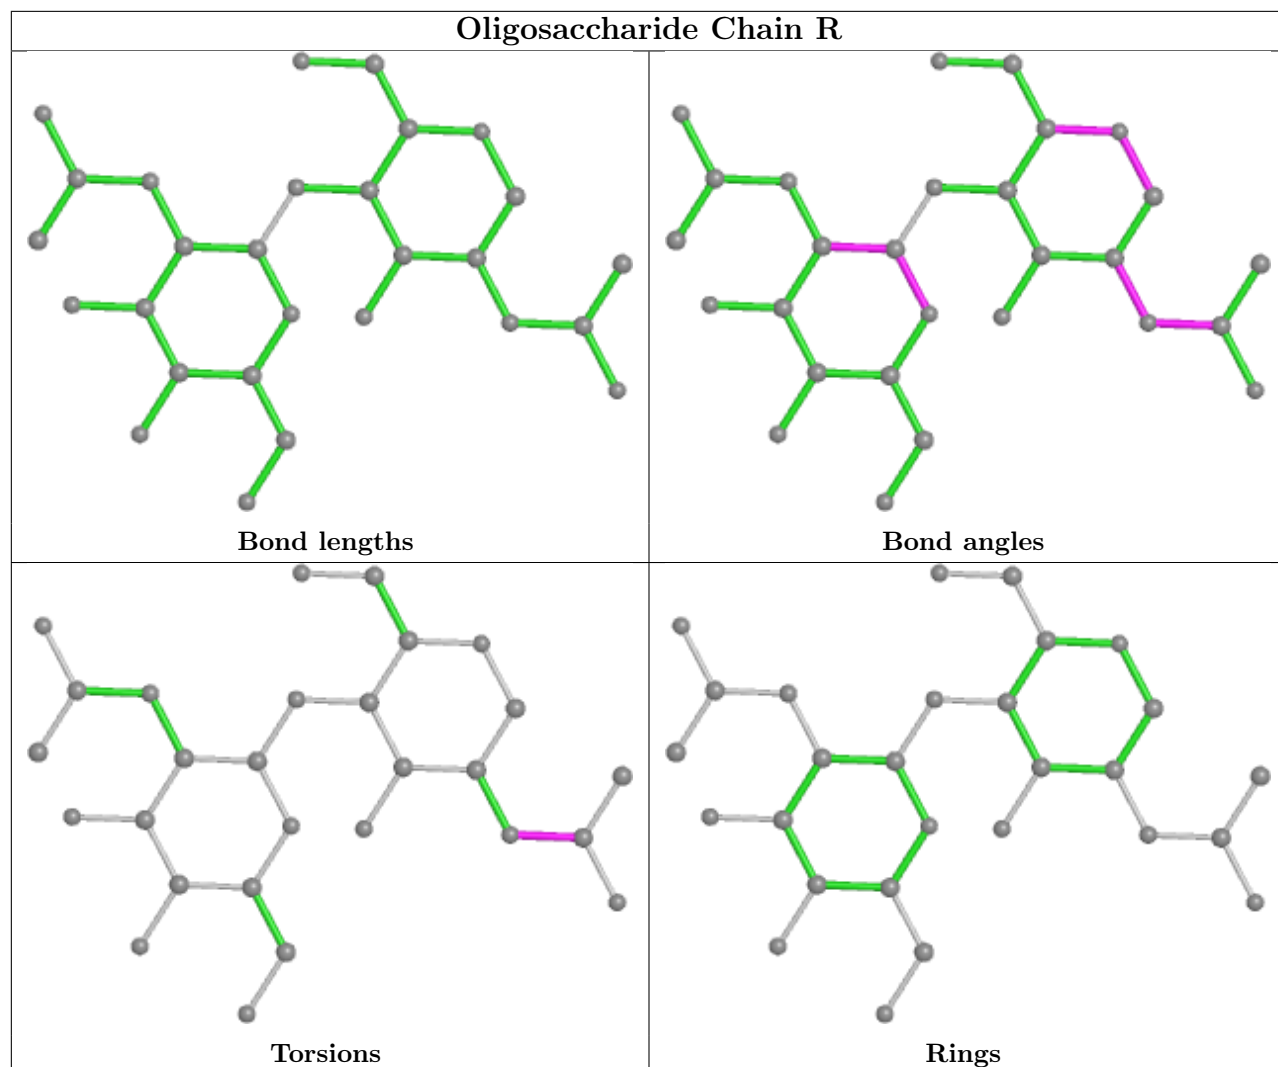 Oligosaccharide Chain R
Bond lengths
Bond angles
Torsions
Rings